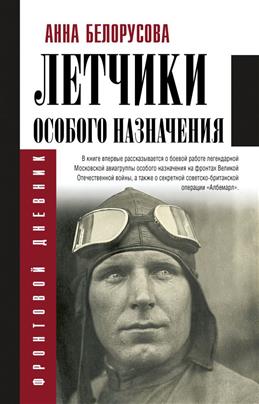 АННА БЕЛОРУСОВА
ЛЕТЧИКИ
ОСОБОГО НАЗНАЧЕНИЯ
В книге впервые рассказывается о боевой работе легендарной
Московской авиагруппы особого назначения на фронтах Великой
Отечественной войны, а также о секретной советско-британской
операции «Албемарл».
ФРОНТОВОЙ ДНЕВНИК